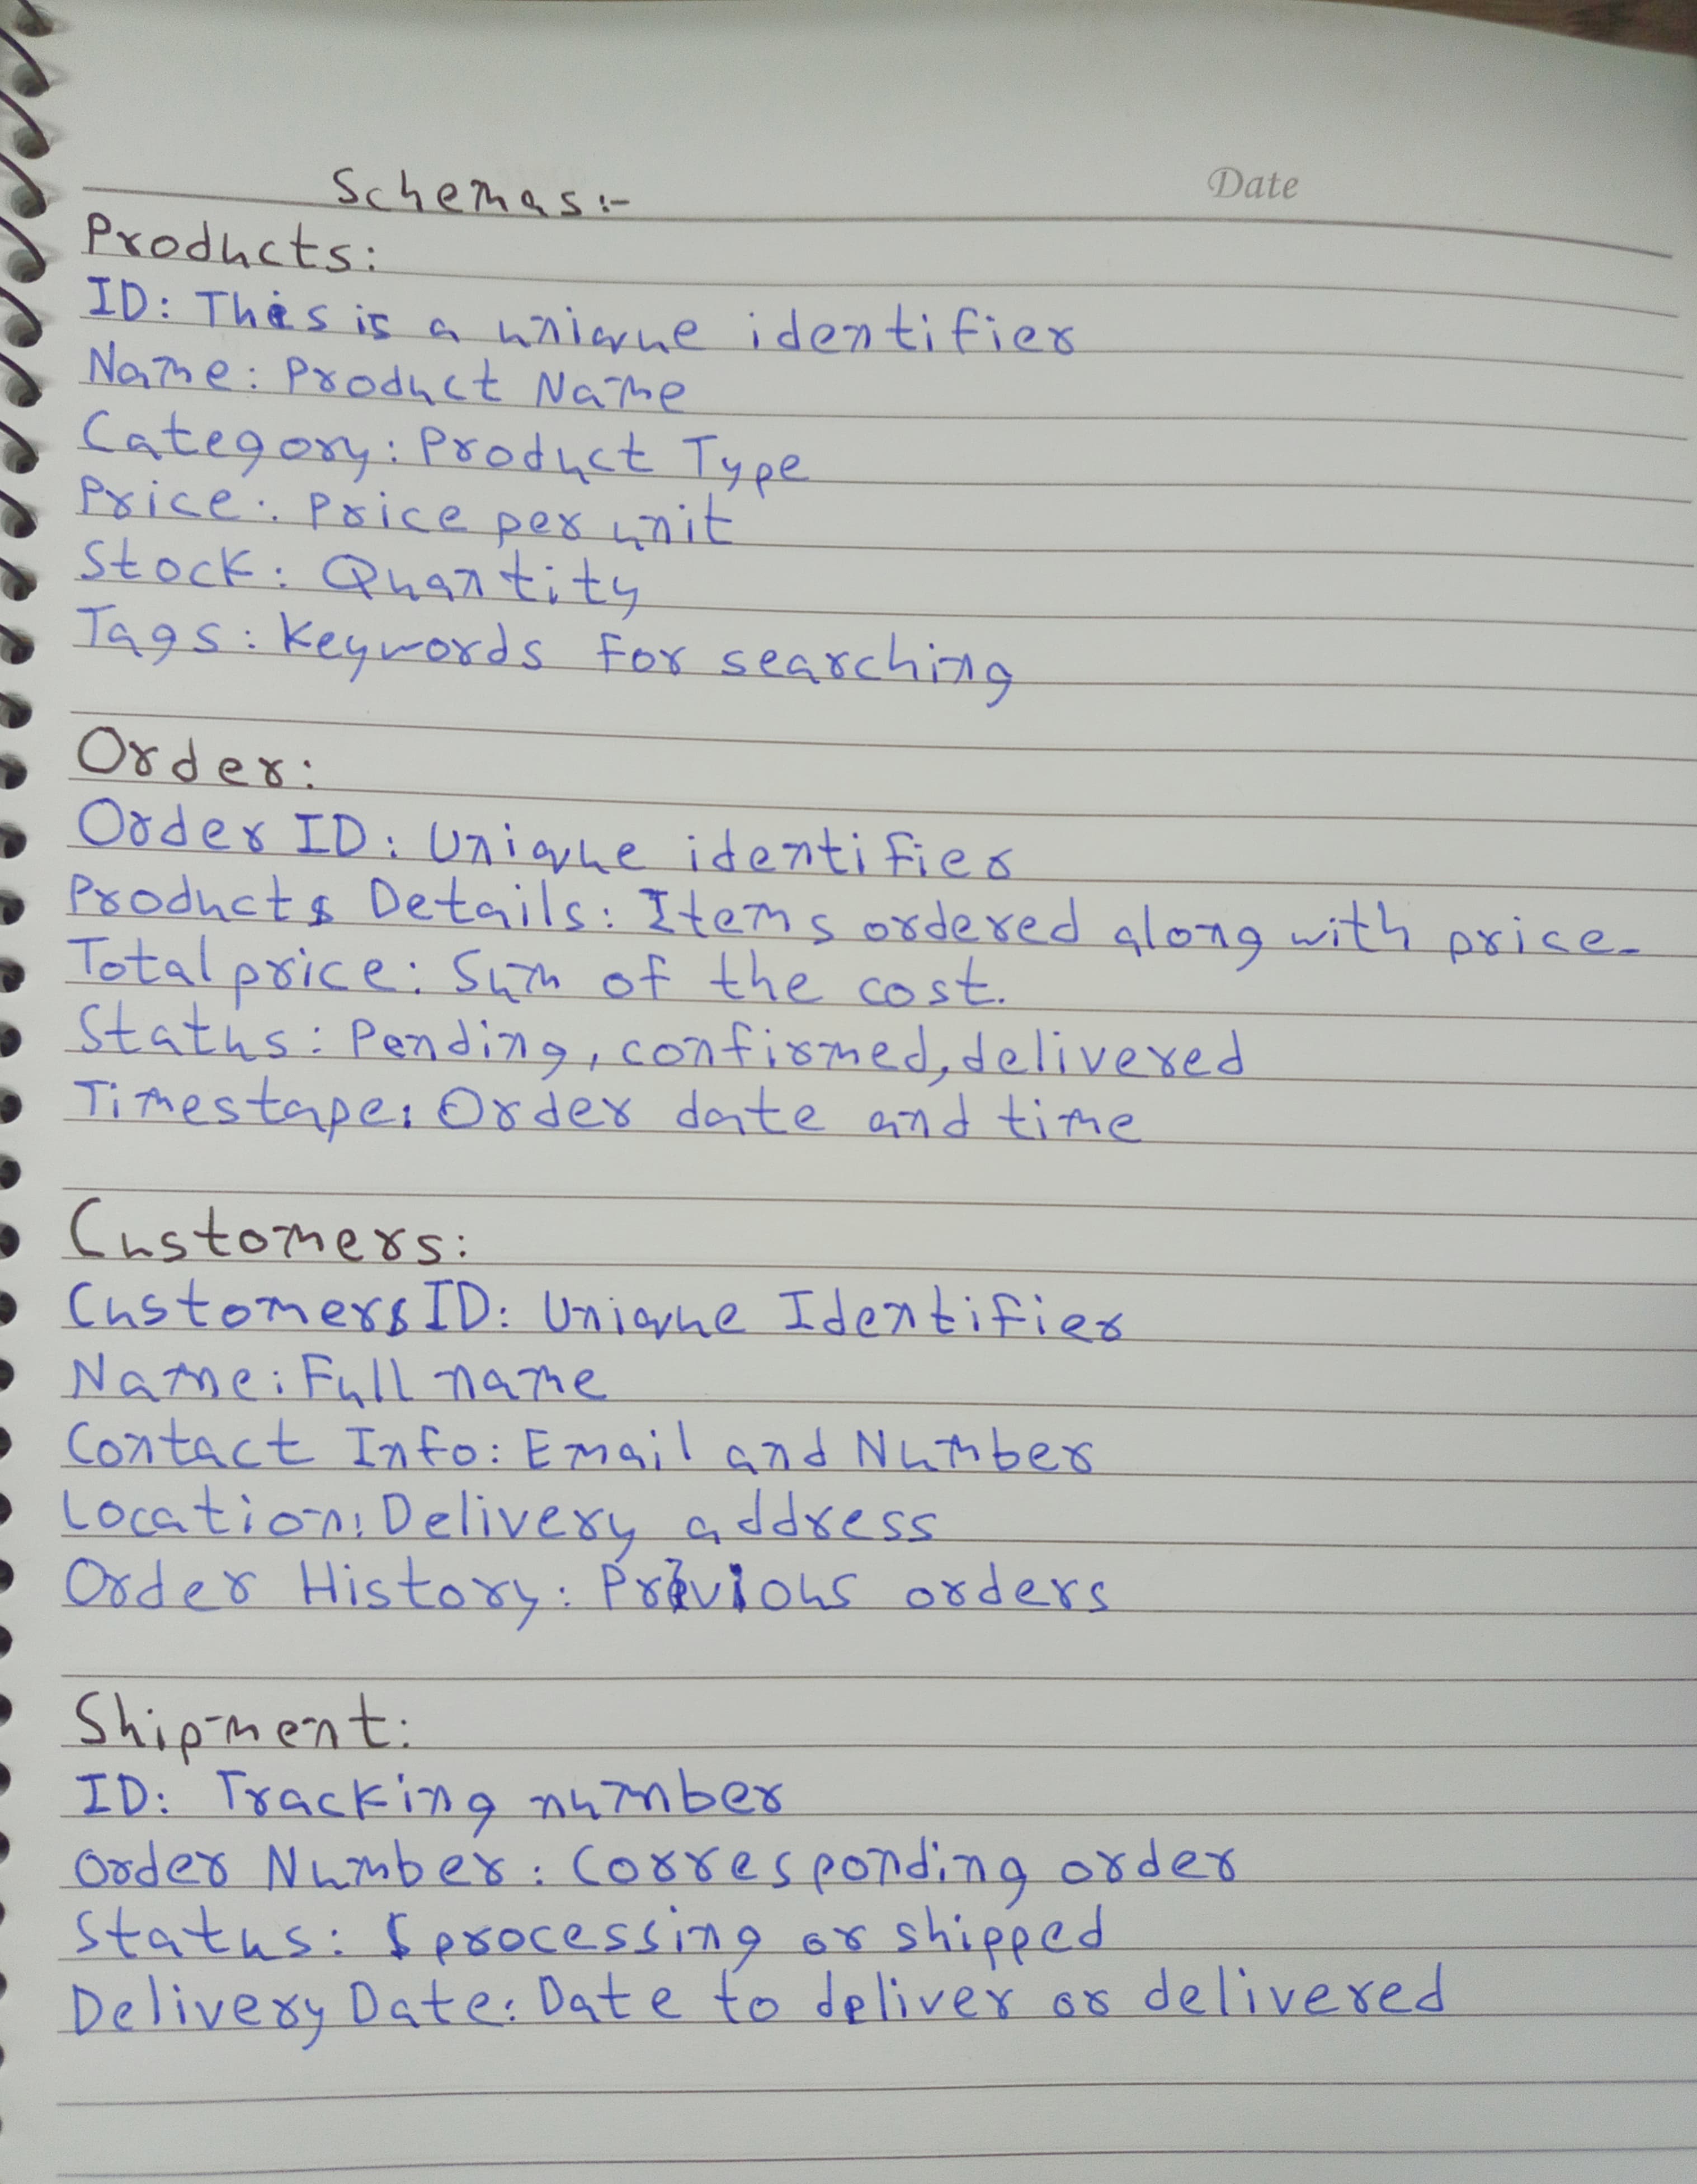 Date
Schemas:-
Products:
ID: This is a unique identifier
Name: Product Name
Category: Product Type
Price: Price per unit
Stock: Quantity
Tags: Keywords for searching
Order:
Order ID: Unique identifier
Products Details: Items ordered along with price.
Total price: Sum of the cost.
Status: Pending, confirmed, delivered
Timestape: Order date and time
Customers:
Customers ID: Unique Identifier
Name: Full name
Contact Info: Email and Number
Location: Delivery address
Order History: Previous orders
Shipment:
ID: Tracking number
Order Number: Corresponding order
Status: processing or shipped
Delivery Date: Date to deliver or delivered